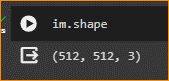 im.shape
(512, 512, 3)
s